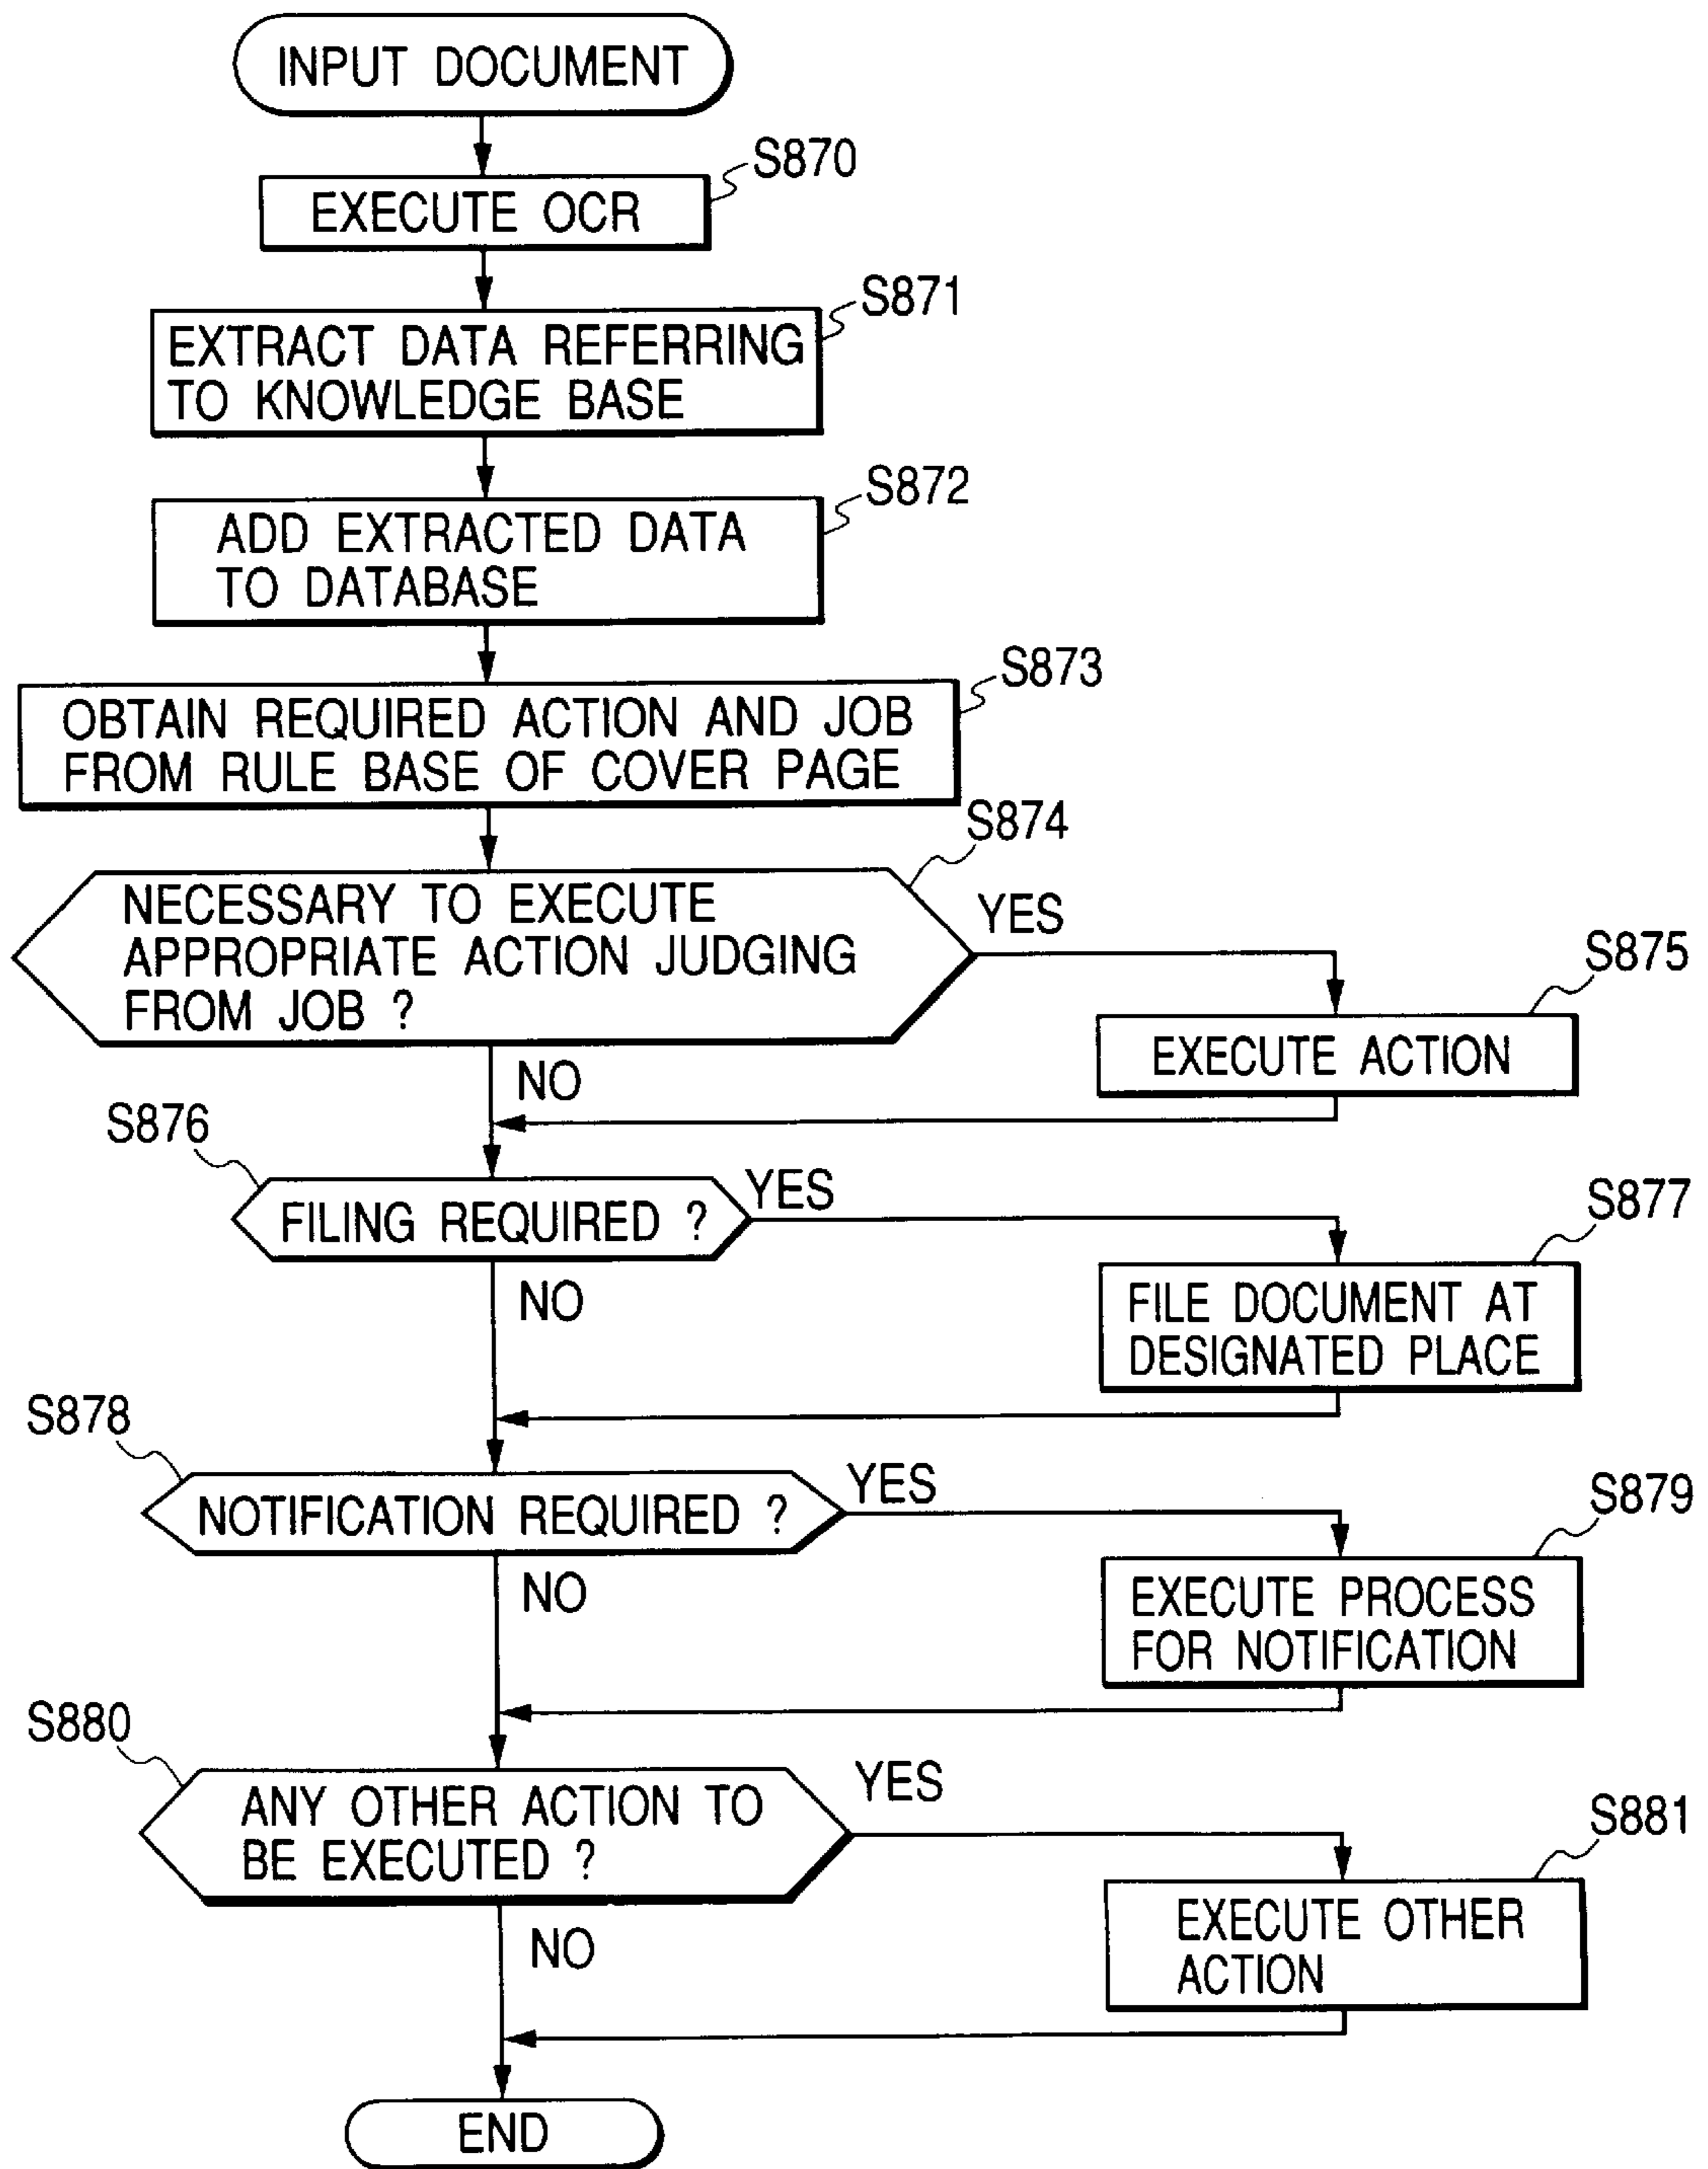 INPUT DOCUMENT
S870
EXECUTE OCR
S871
EXTRACT DATA REFERRING
TO KNOWLEDGE BASE
S872
ADD EXTRACTED DATA
TO DATABASE
S873
OBTAIN REQUIRED ACTION AND JOB
FROM RULE BASE OF COVER PAGE
S874
NECESSARY TO EXECUTE
APPROPRIATE ACTION JUDGING
FROM JOB ?
YES
S875
EXECUTE ACTION
NO
S876
FILING REQUIRED ?
YES
S877
FILE DOCUMENT AT
DESIGNATED PLACE
NO
S878
NOTIFICATION REQUIRED ?
YES
S879
EXECUTE PROCESS
FOR NOTIFICATION
NO
S880
ANY OTHER ACTION TO
BE EXECUTED ?
YES
S881
EXECUTE OTHER
ACTION
NO
END